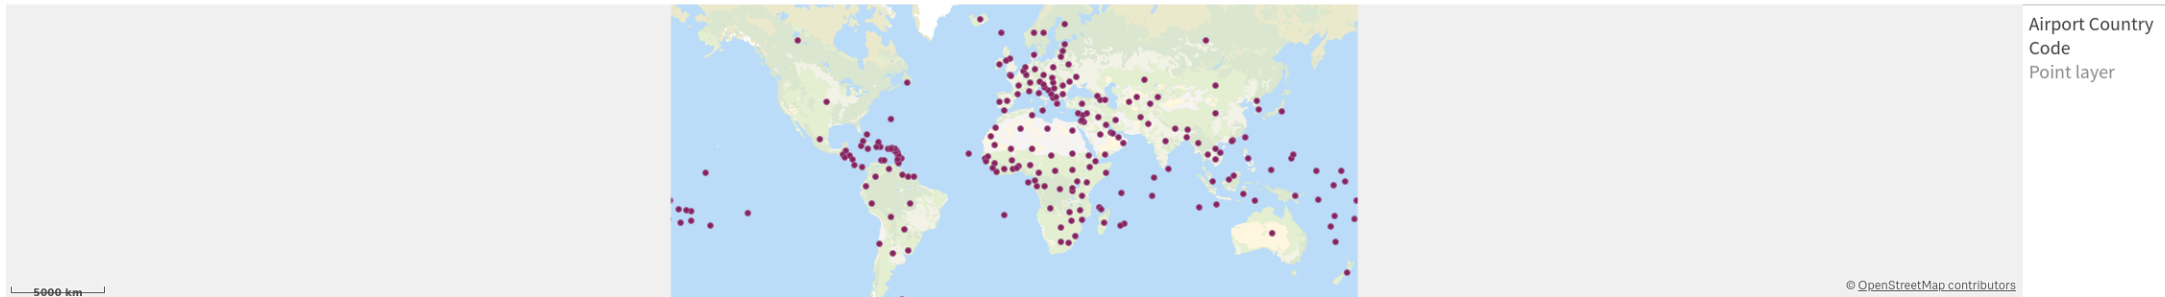 Airport Country
Code
Point layer
5000 km
© OpenStreetMap contributors